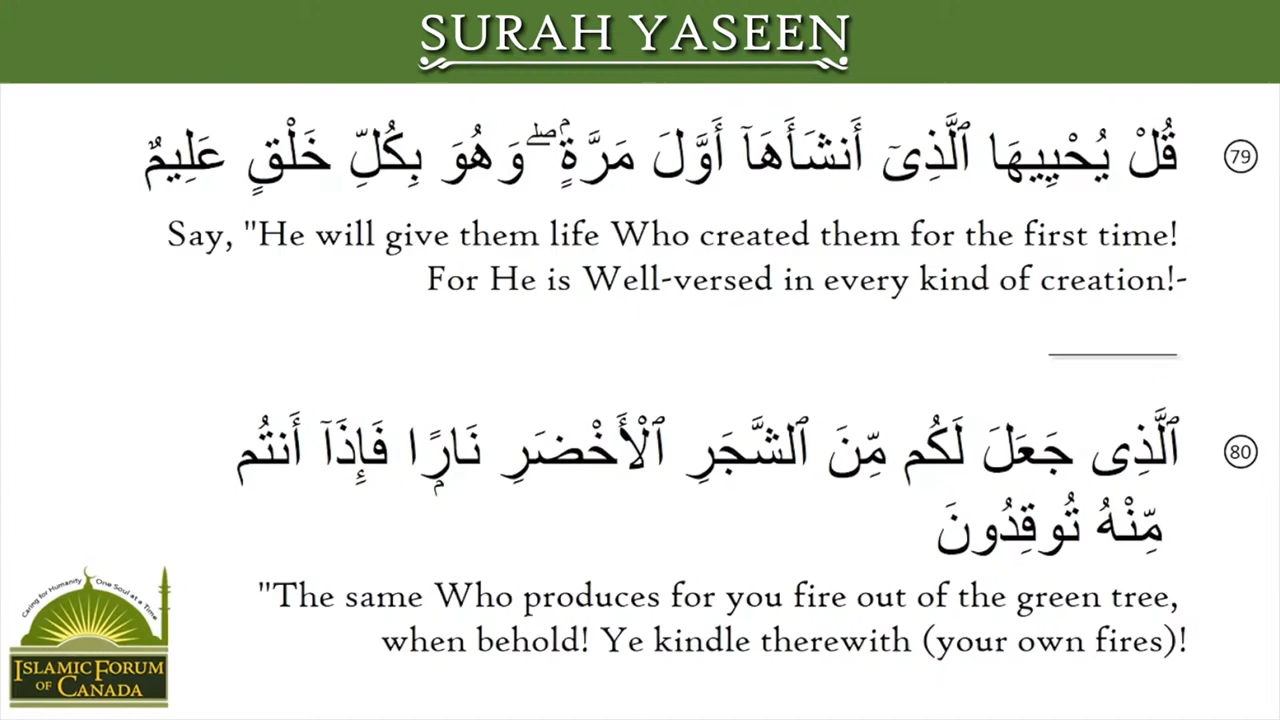 SURAH YASEEN
قُلْ يُحْيِيهَا ٱلَّذِىٓ أَنشَأَهَآ أَوَّلَ مَرَّةٍۢ ۖ وَهُوَ بِكُلِّ خَلْقٍ عَلِيمٌ
79
Say, "He will give them life Who created them for the first time!
For He is Well-versed in every kind of creation!-
ٱلَّذِى جَعَلَ لَكُم مِّنَ ٱلشَّجَرِ ٱلْأَخْضَرِ نَارًۭا فَإِذَآ أَنتُم
80
مِّنْهُ تُوقِدُونَ
"The same Who produces for you fire out of the green tree,
when behold! Ye kindle therewith (your own fires)!
Caring for Humanity One Soul at a Time
ISLAMIC FORUM
OF CANADA